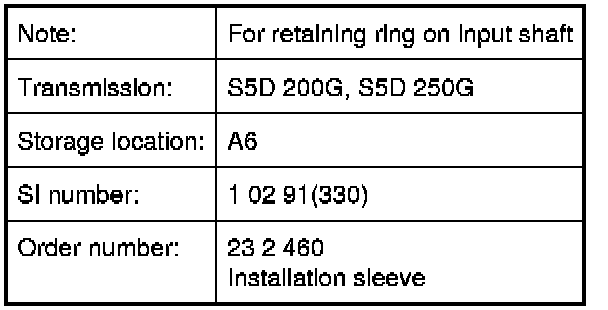 Note: For retaining ring on input shaft
Transmission: S5D 200G, S5D 250G
Storage location: A6
SI number: 1 02 91(330)
Order number: 23 2 460
Installation sleeve